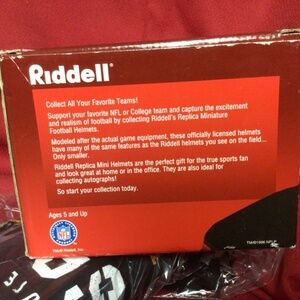 Riddell
Collect All Your Favorite Teams!
Support your favorite NFL or College team and capture the excitement
and realism of football by collecting Riddell's Replica Miniature
Football Helmets.
Modeled after the actual game equipment, these officially licensed helmets
have many of the same features as the Riddell helmets you see on the field...
Only smaller.
Riddell Replica Mini Helmets are the perfect gift for the true sports fan
and look great at home or in the office. They are also ideal for
collecting autographs!
So start your collection today.
Ages 5 and Up
NFL